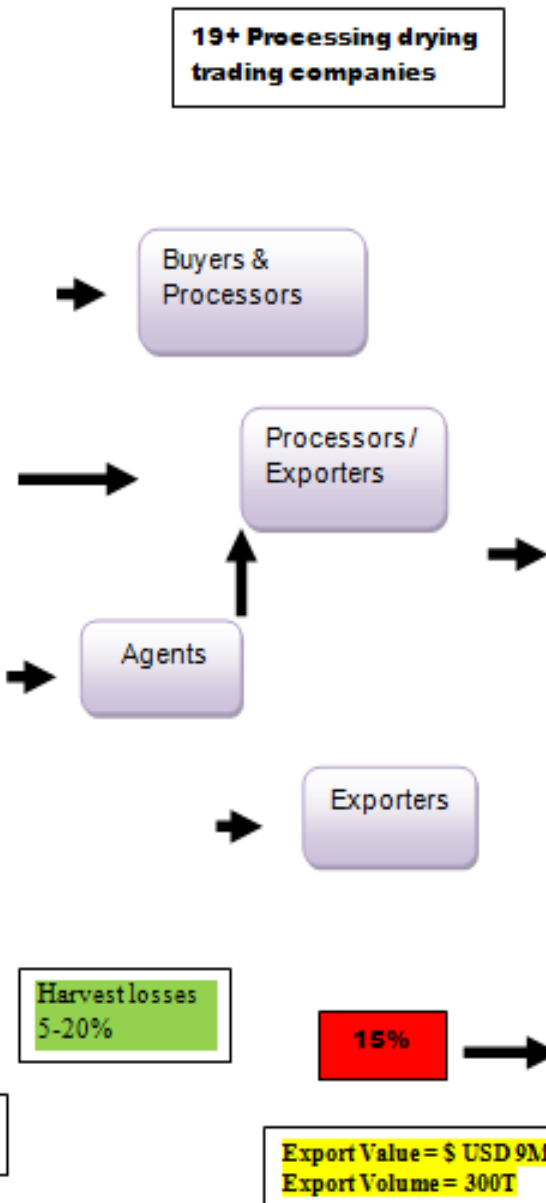 19+ Processing drying
trading companies
Buyers &
Processors
Processors/
Exporters
Agents
Exporters
Harvest losses
5-20%
15%
Export Value = $ USD 9M
Export Volume = 300T